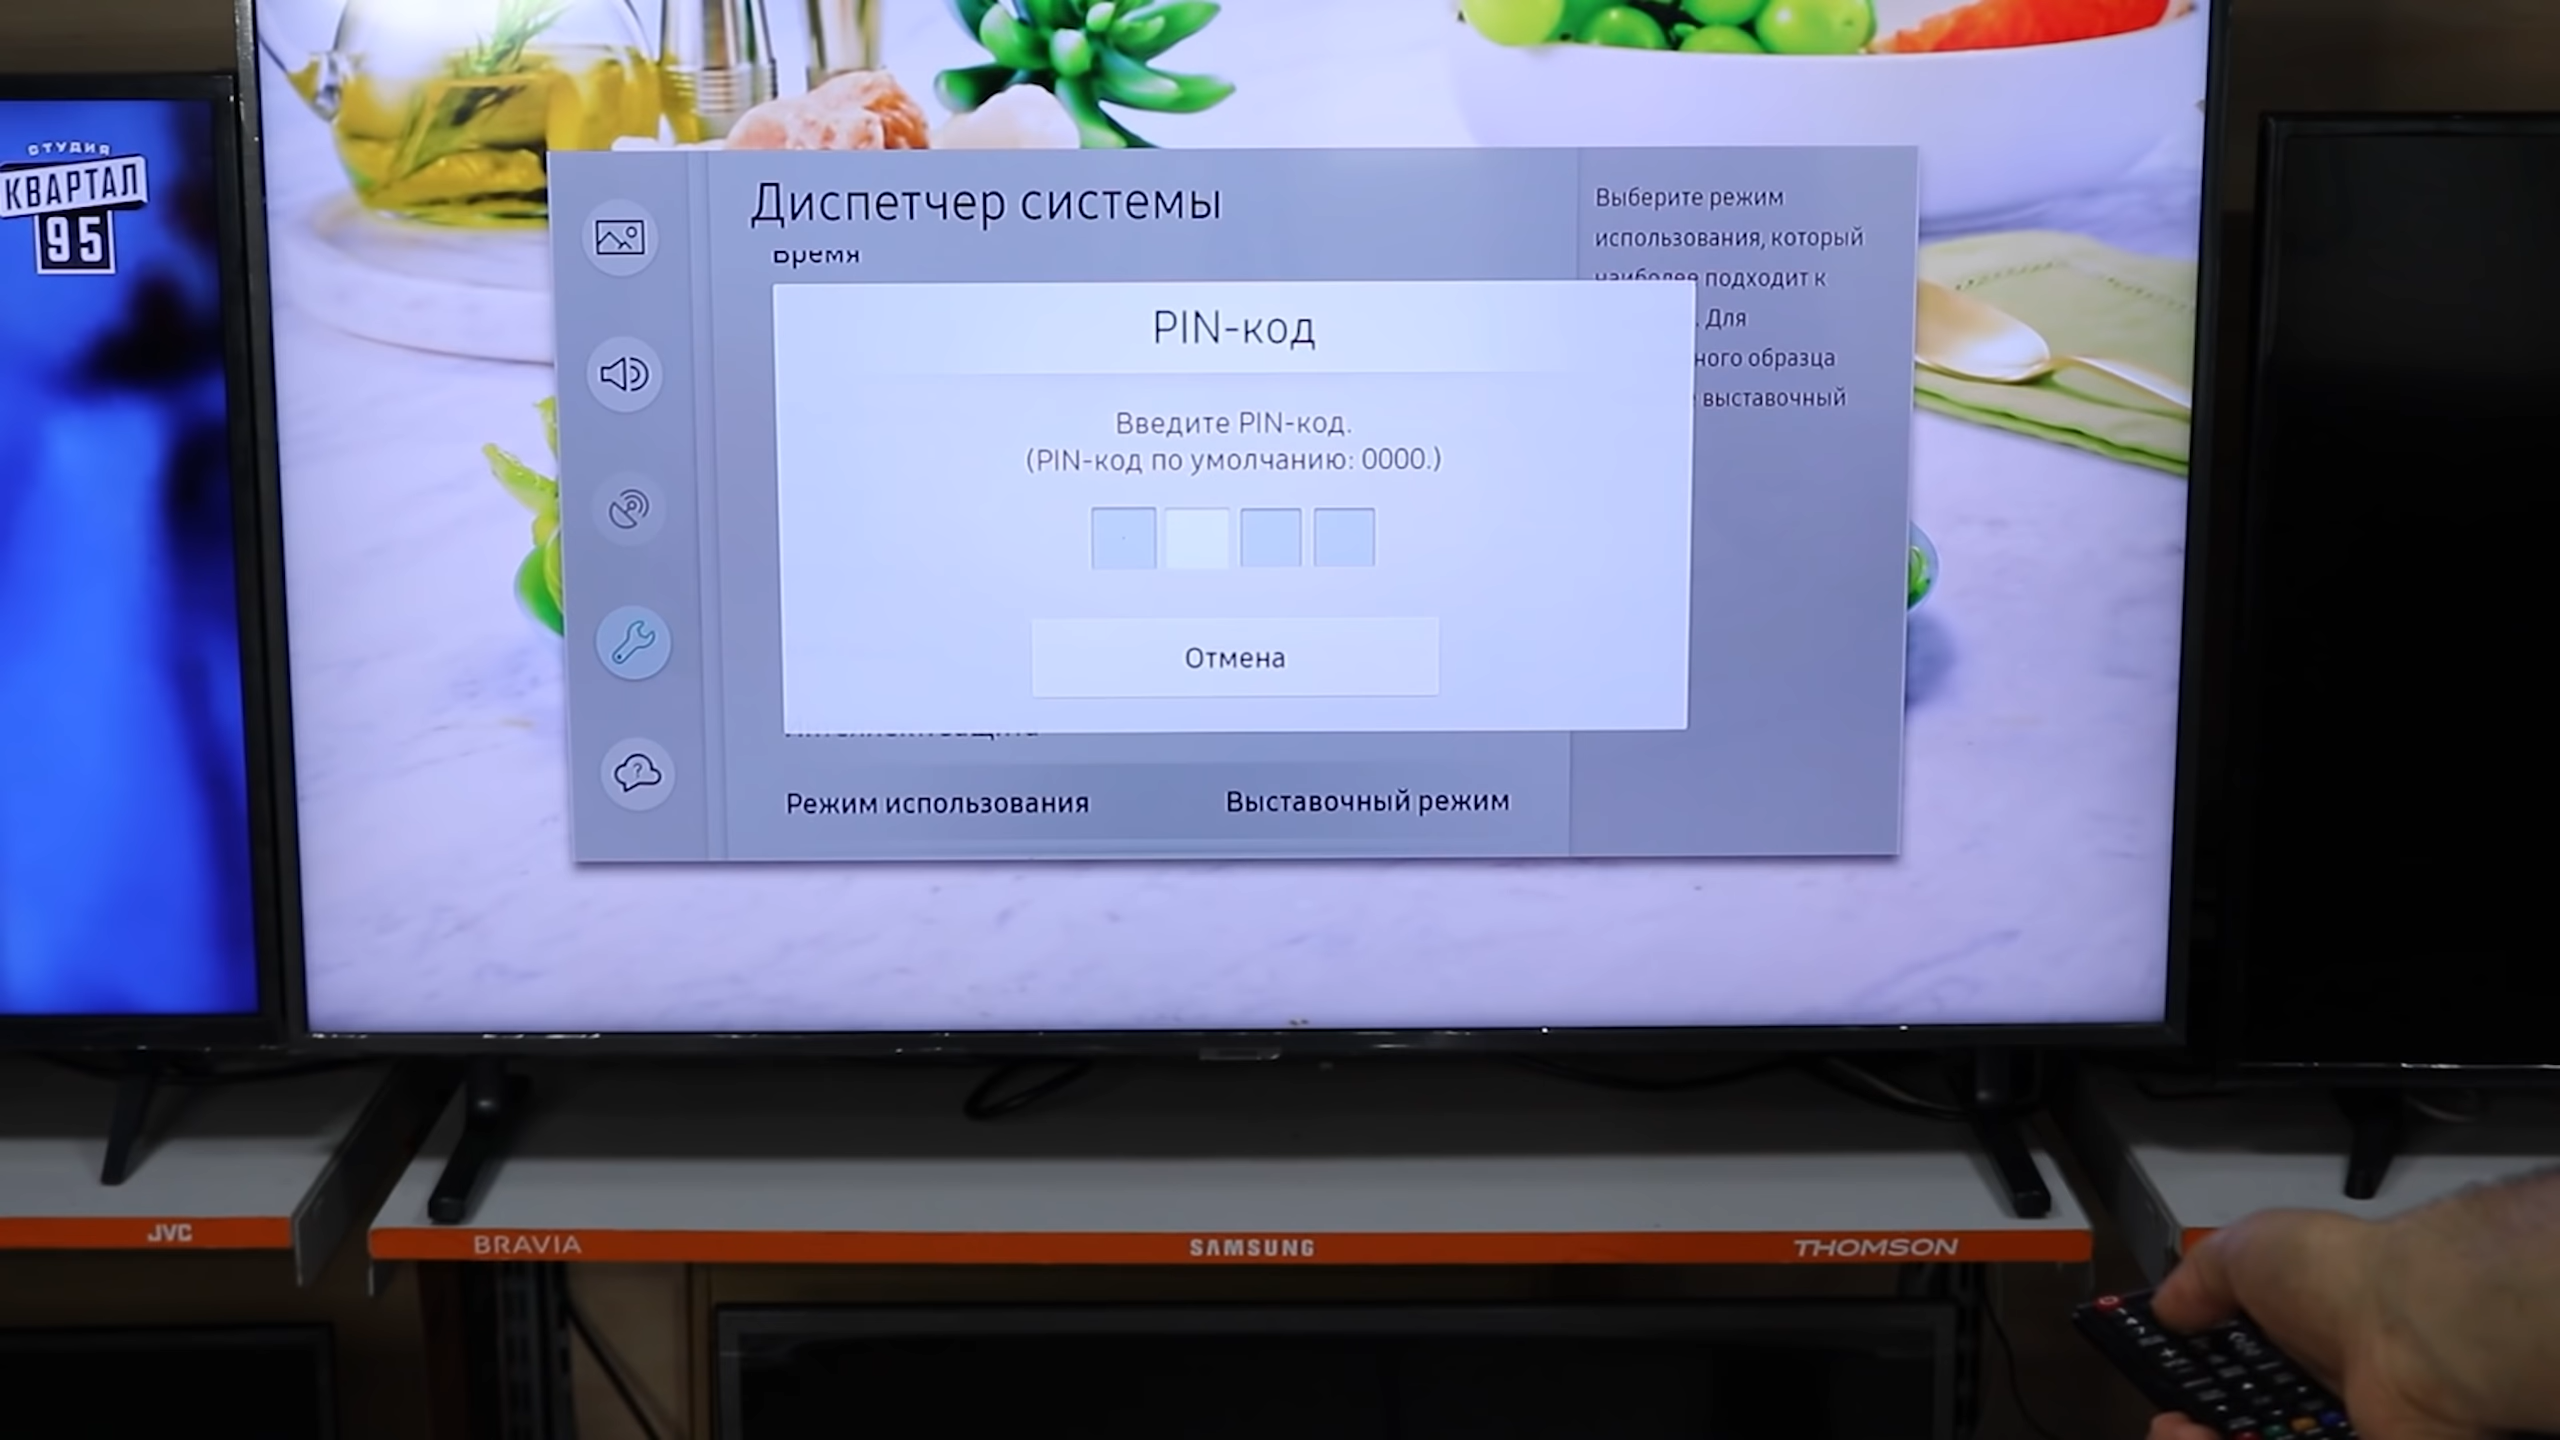 СТУДИЯ
КВАРТАЛ
95
Диспетчер системы
Время
Выберите режим
использования, который
наиболее подходит к
Для
ного образца
выставочный
PIN-код
Введите PIN-код.
(PIN-код по умолчанию: 0000.)
Отмена
Режим использования
Выставочный режим
JVC
BRAVIA
SAMSUNG
THOMSON